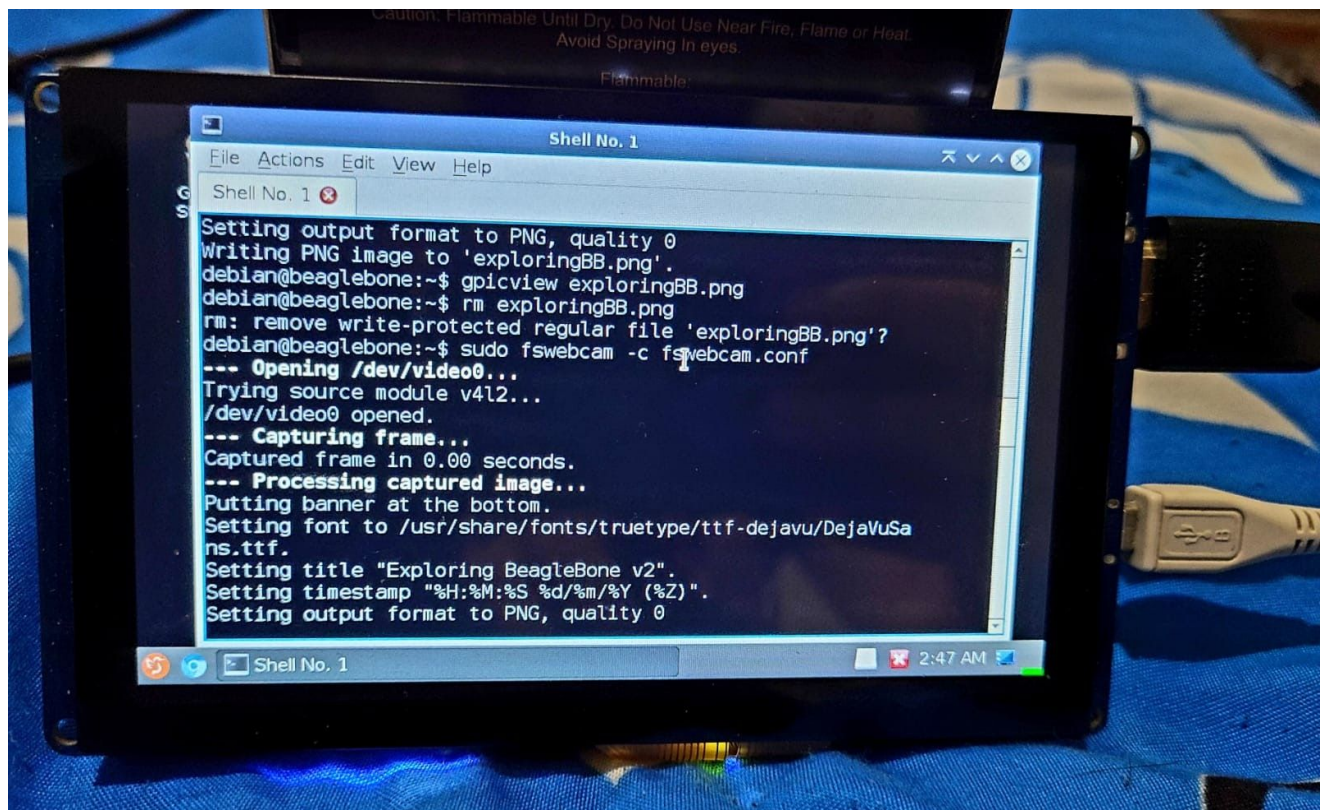 Caution: Flammable Until Dry. Do Not Use Near Fire, Flame or Heat.
Avoid Spraying In eyes.
Flammable:
Shell No. 1
File Actions Edit View Help
Shell No. 1
G
S
Setting output format to PNG, quality 0
Writing PNG image to 'exploringBB.png'.
debian@beaglebone:~$ gpicview exploringBB.png
debian@beaglebone:~$ rm exploringBB.png
rm: remove write-protected regular file 'exploringBB.png'?
debian@beaglebone:~$ sudo fswebcam -c fswebcam.conf
--- Opening /dev/video0...
Trying source module v4l2...
/dev/video0 opened.
--- Capturing frame...
Captured frame in 0.00 seconds.
--- Processing captured image...
Putting banner at the bottom.
Setting font to /usr/share/fonts/truetype/ttf-dejavu/DejaVuSa
ns.ttf.
Setting title "Exploring BeagleBone v2".
Setting timestamp "%H:%M:%S %d/%m/%Y (%Z)".
Setting output format to PNG, quality 0
Shell No. 1
2:47 AM